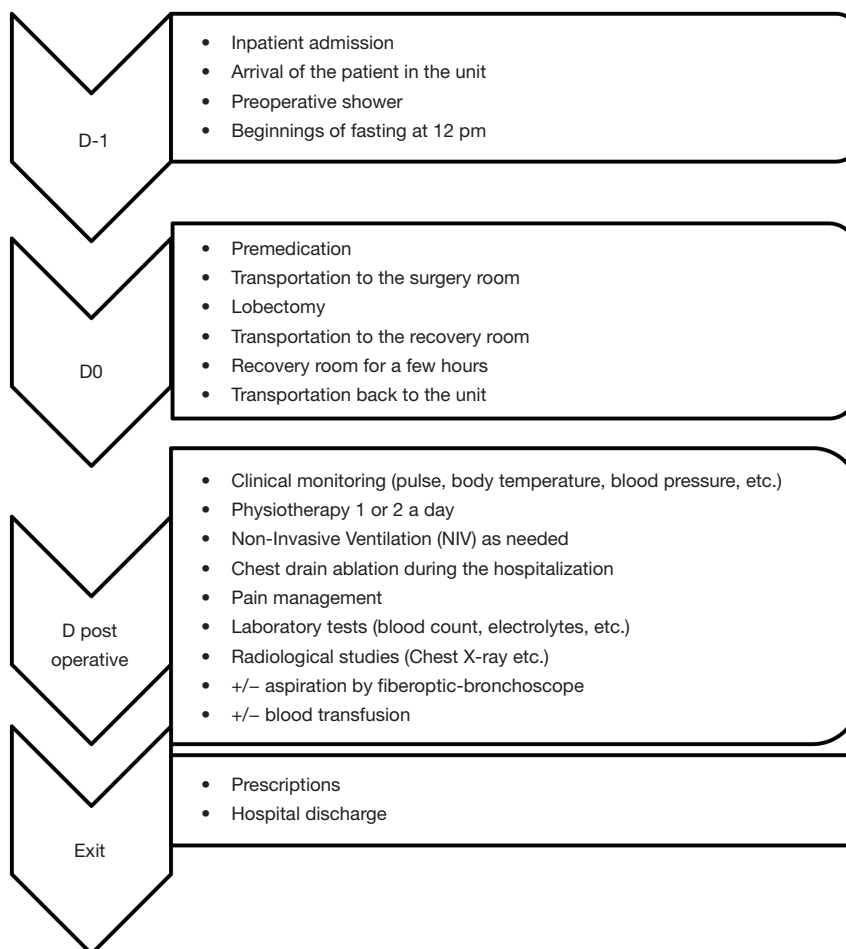 D-1
• Inpatient admission
• Arrival of the patient in the unit
• Preoperative shower
• Beginnings of fasting at 12 pm
D0
• Premedication
• Transportation to the surgery room
• Lobectomy
• Transportation to the recovery room
• Recovery room for a few hours
• Transportation back to the unit
D post
operative
• Clinical monitoring (pulse, body temperature, blood pressure, etc.)
• Physiotherapy 1 or 2 a day
• Non-Invasive Ventilation (NIV) as needed
• Chest drain ablation during the hospitalization
• Pain management
• Laboratory tests (blood count, electrolytes, etc.)
• Radiological studies (Chest X-ray etc.)
• +/− aspiration by fiberoptic-bronchoscope
• +/− blood transfusion
Exit
• Prescriptions
• Hospital discharge